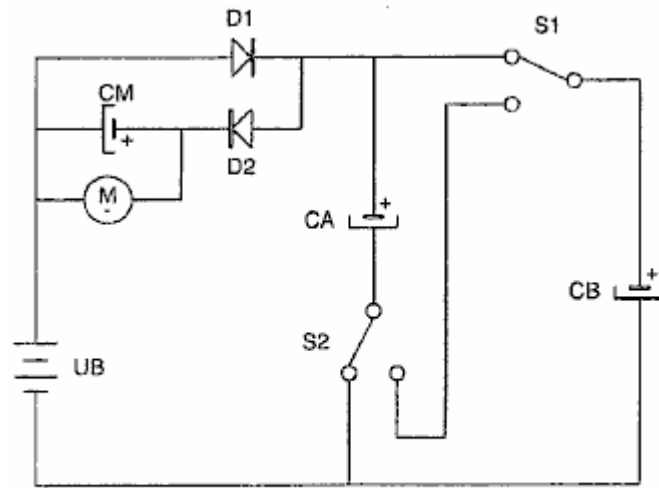 D1
S1
CM
+
D2
M
-
CA
+
+
CB
S2
UB